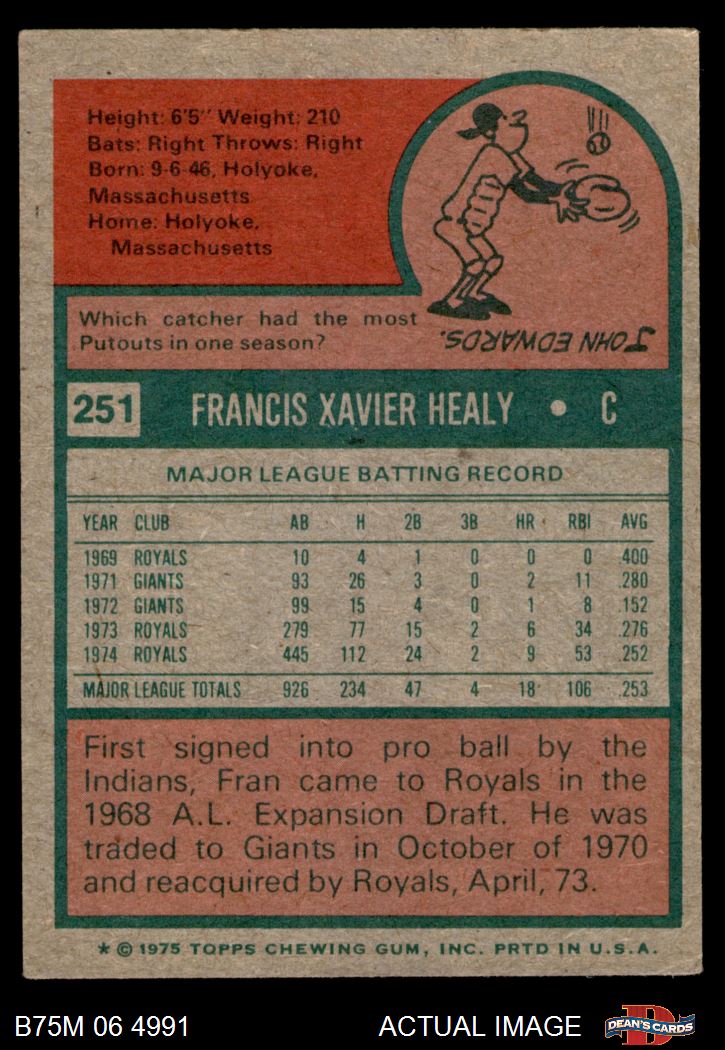 Height: 6'5" Weight: 210
Bats: Right Throws: Right
Born: 9-6-46, Holyoke,
Massachusetts
Home: Holyoke,
Massachusetts
Which catcher had the most
Putouts in one season?
JOHN EDWARDS.
251 FRANCIS XAVIER HEALY • C
MAJOR LEAGUE BATTING RECORD
YEAR CLUB AB H 2B 3B HR RBI AVG
1969 ROYALS 10 4 1 0 0 0 .400
1971 GIANTS 93 26 3 0 2 11 .280
1972 GIANTS 99 15 4 0 1 8 .152
1973 ROYALS 279 77 15 2 6 34 .276
1974 ROYALS 445 112 24 2 9 53 .252
MAJOR LEAGUE TOTALS 926 234 47 4 18 106 .253
First signed into pro ball by the
Indians, Fran came to Royals in the
1968 A.L. Expansion Draft. He was
traded to Giants in October of 1970
and reacquired by Royals, April, 73.
* © 1975 TOPPS CHEWING GUM, INC. PRTD IN U.S.A.
B75M 06 4991 ACTUAL IMAGE D DEAN'S CARDS